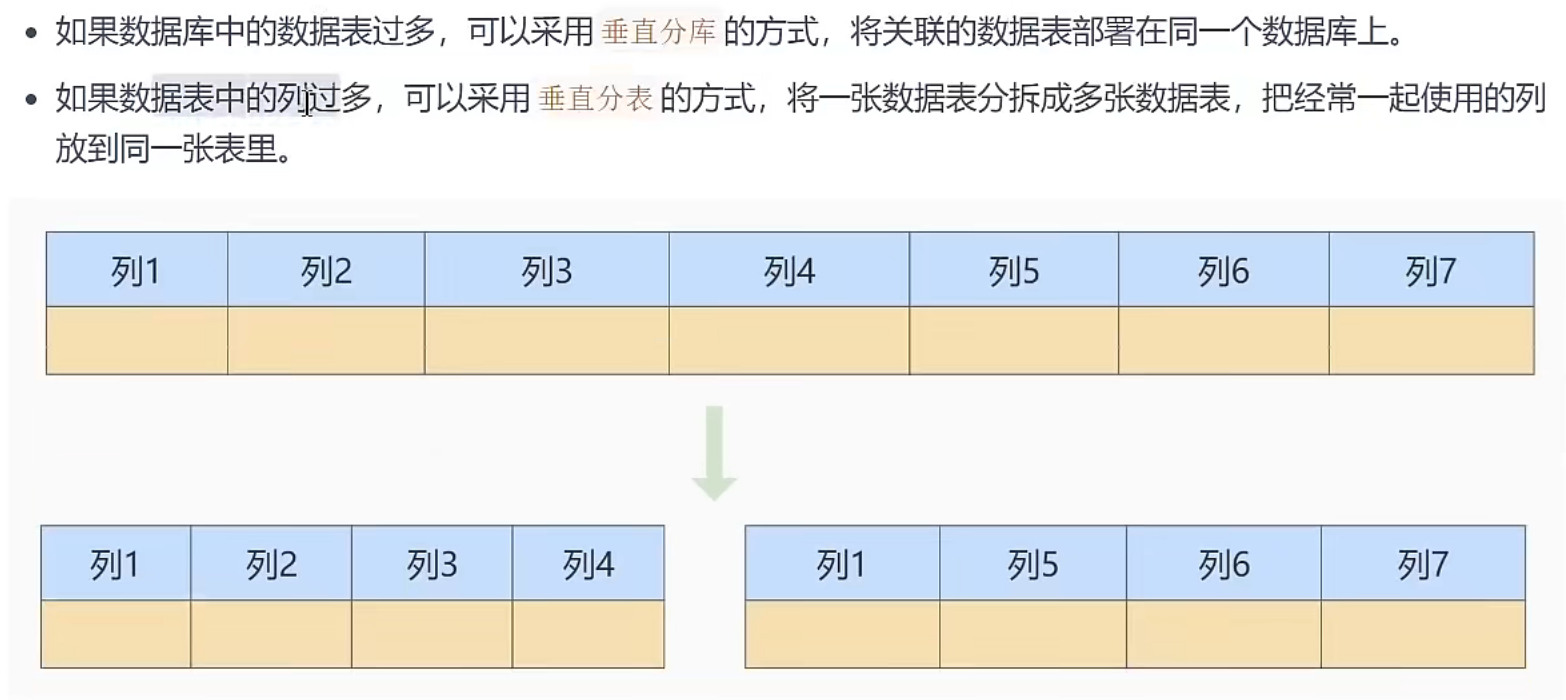 如果数据库中的数据表过多，可以采用 垂直分库 的方式，将关联的数据表部署在同一个数据库上。
如果数据表中的列过多，可以采用 垂直分表 的方式，将一张数据表分拆成多张数据表，把经常一起使用的列
放到同一张表里。
列1 列2 列3 列4 列5 列6 列7
列1 列2 列3 列4 列1 列5 列6 列7